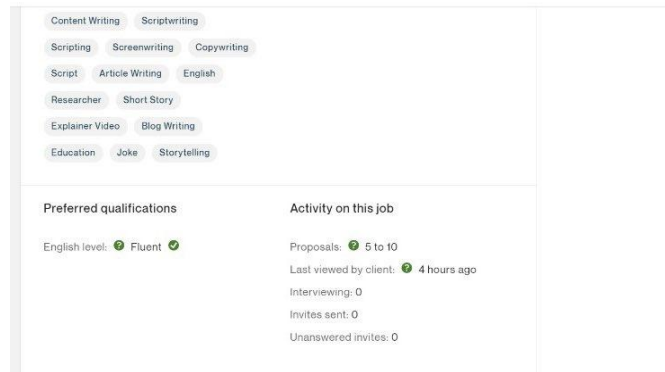 Content Writing Scriptwriting
Scripting Screenwriting Copywriting
Script Article Writing English
Researcher Short Story
Explainer Video Blog Writing
Education Joke Storytelling
Preferred qualifications
English level: Fluent
Activity on this job
Proposals: 5 to 10
Last viewed by client: 4 hours ago
Interviewing: 0
Invites sent: 0
Unanswered invites: 0